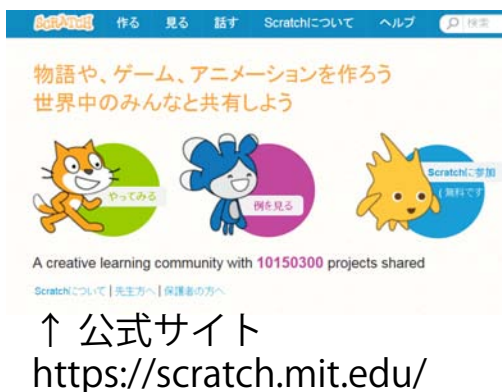 SCRATCH 作る 見る 話す Scratchについて ヘルプ 検索
物語や、ゲーム、アニメーションを作ろう
世界中のみんなと共有しよう
やってみる
例を見る
Scratchに参加
(無料です
A creative learning community with 10150300 projects shared
Scratchについて | 先生方へ | 保護者の方へ
↑ 公式サイト
https://scratch.mit.edu/